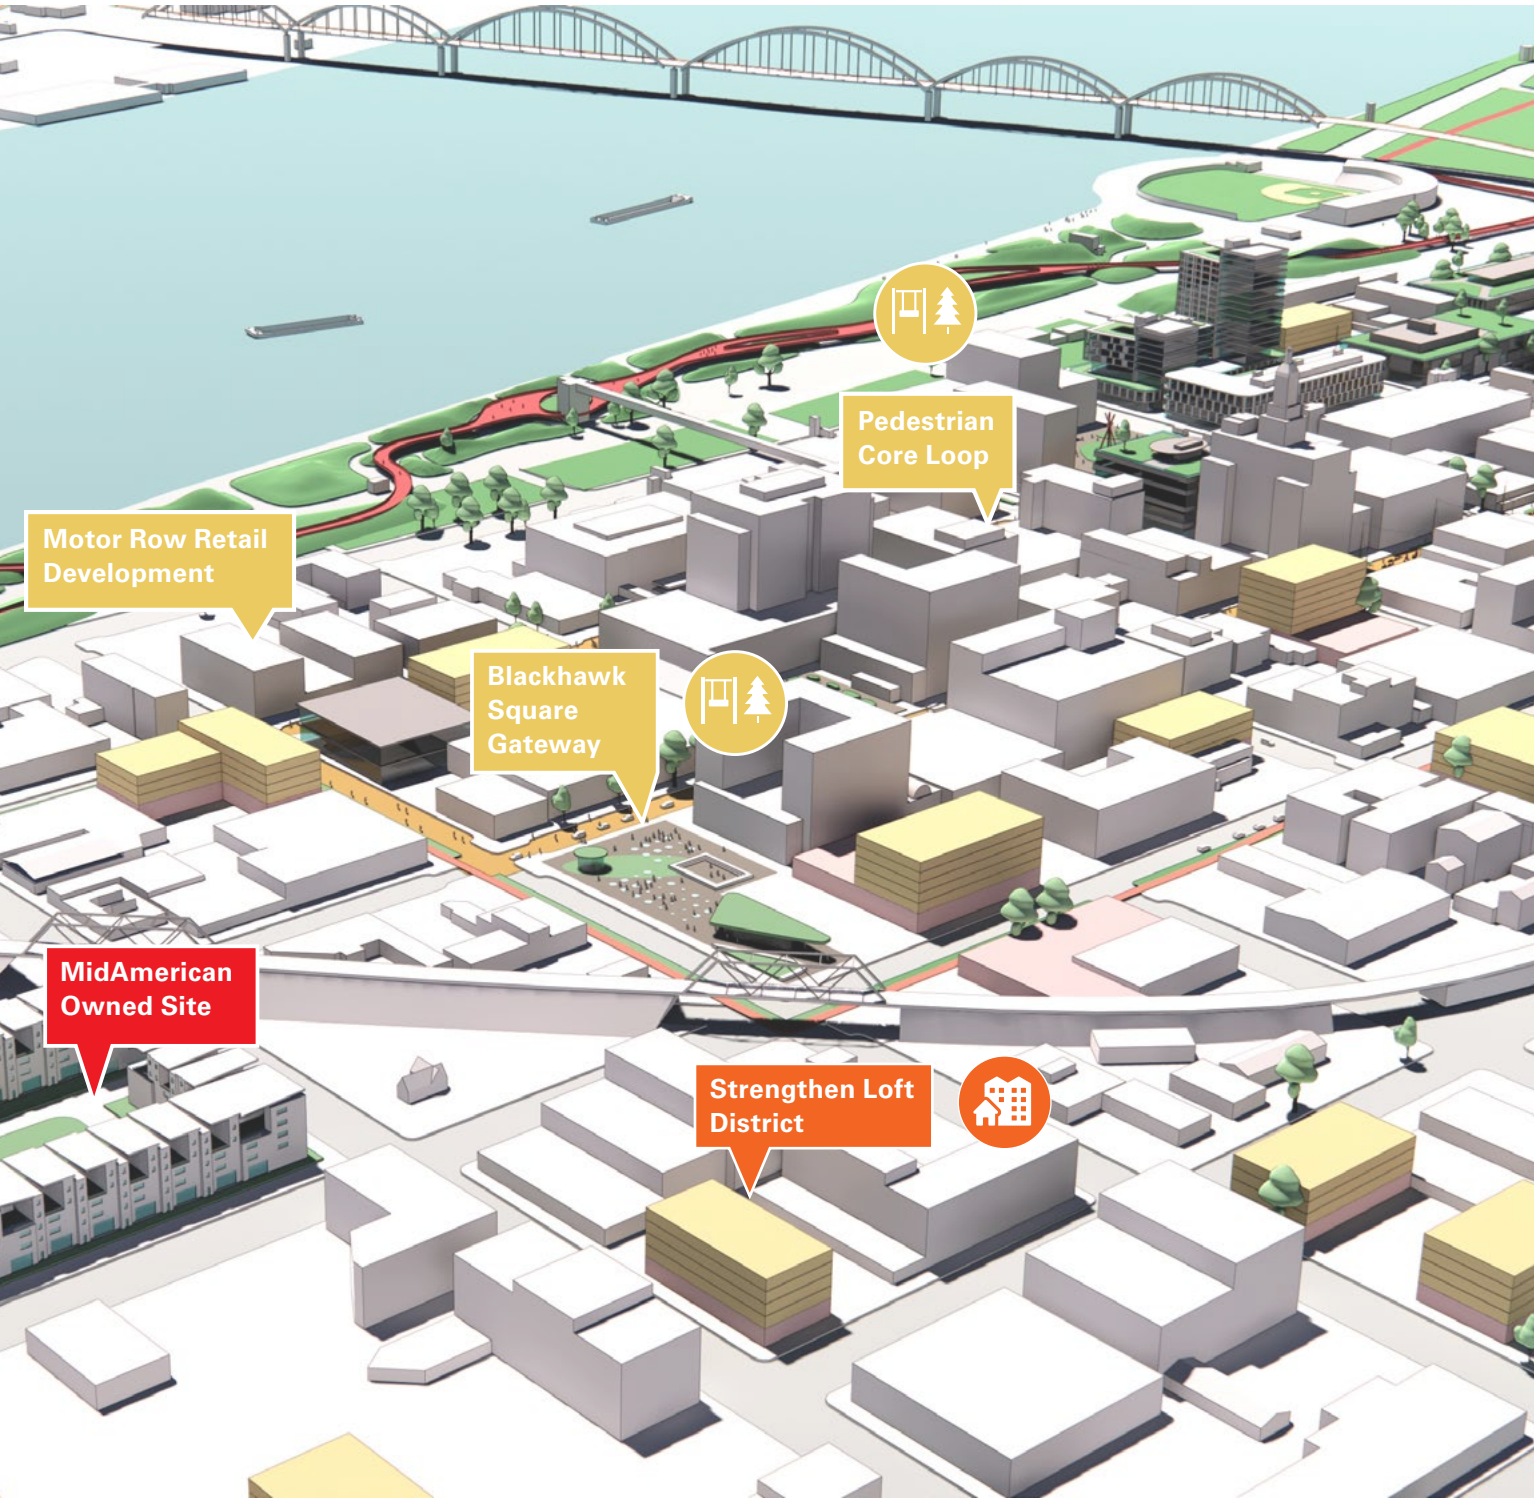 Pedestrian
Core Loop
Motor Row Retail
Development
Blackhawk
Square
Gateway
MidAmerican
Owned Site
Strengthen Loft
District